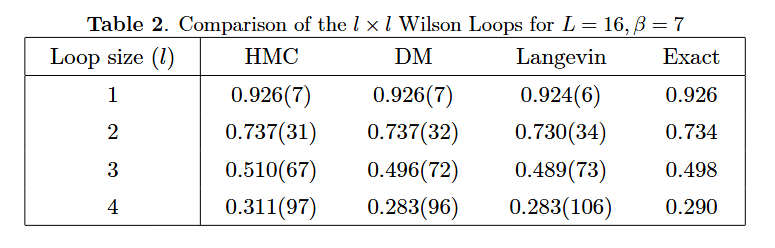 Table 2. Comparison of the l × l Wilson Loops for L = 16, β = 7
Loop size (l) HMC DM Langevin Exact
1 0.926(7) 0.926(7) 0.924(6) 0.926
2 0.737(31) 0.737(32) 0.730(34) 0.734
3 0.510(67) 0.496(72) 0.489(73) 0.498
4 0.311(97) 0.283(96) 0.283(106) 0.290